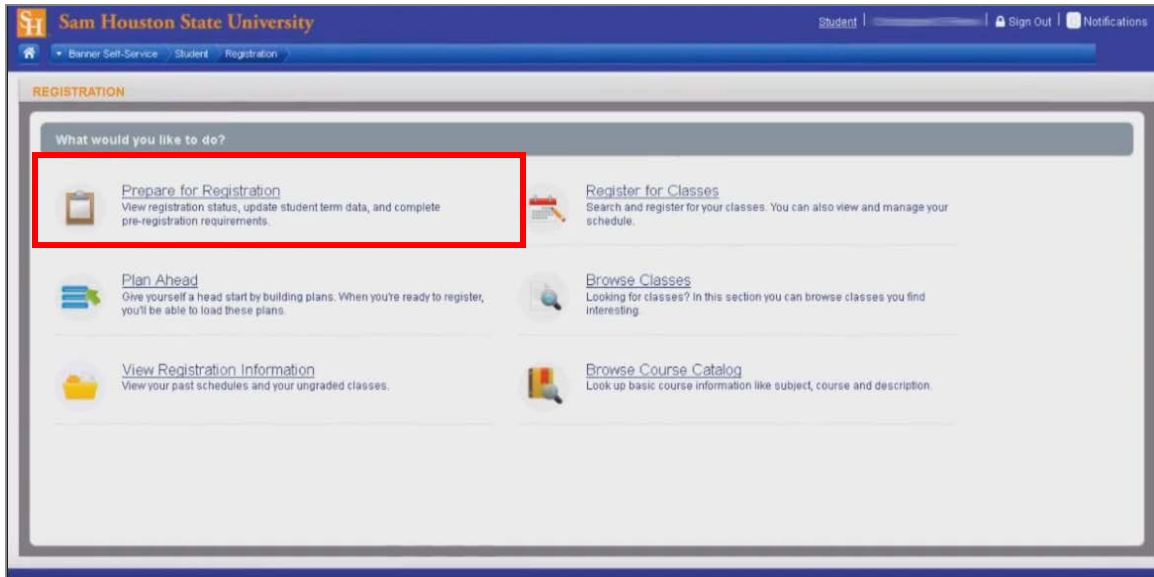 SH Sam Houston State University
Student | | Sign Out | Notifications
Banner Self-Service Student Registration
REGISTRATION
What would you like to do?
Prepare for Registration
View registration status, update student term data, and complete
pre-registration requirements.
Register for Classes
Search and register for your classes. You can also view and manage your
schedule.
Plan Ahead
Give yourself a head start by building plans. When you're ready to register,
you'll be able to load these plans.
Browse Classes
Looking for classes? In this section you can browse classes you find
interesting.
View Registration Information
View your past schedules and your ungraded classes.
Browse Course Catalog
Look up basic course information like subject, course and description.